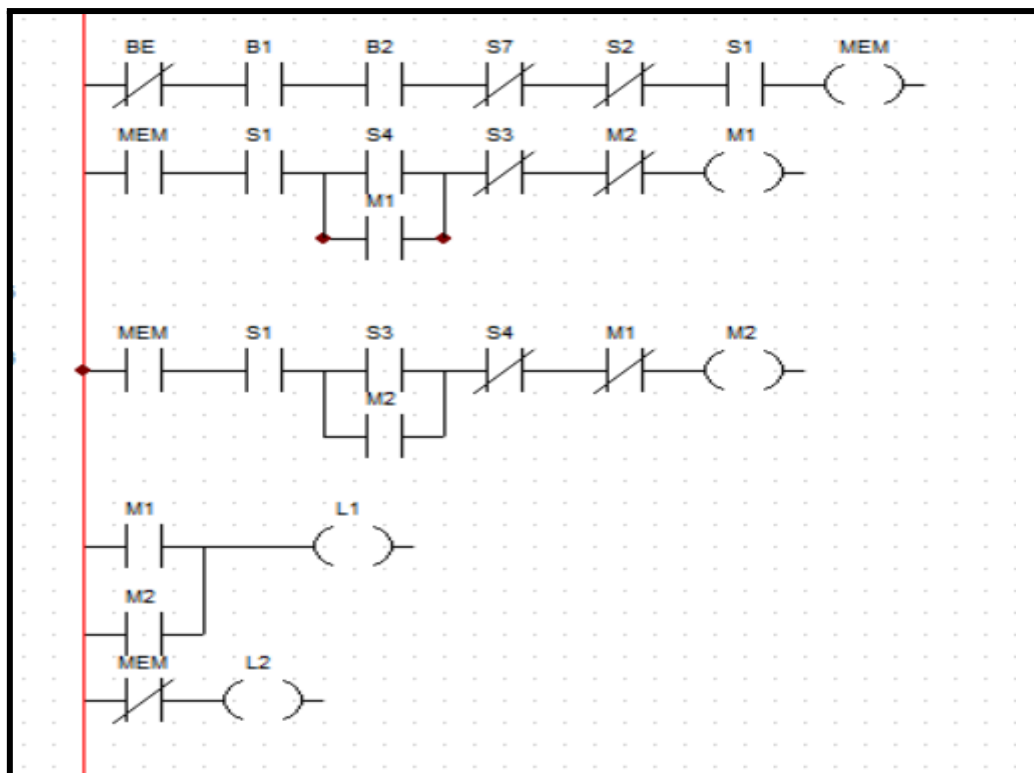 BE B1 B2 S7 S2 S1 MEM
MEM S1 S4 S3 M2 M1
M1
MEM S1 S3 S4 M1 M2
M2
M1 L1
M2
MEM L2